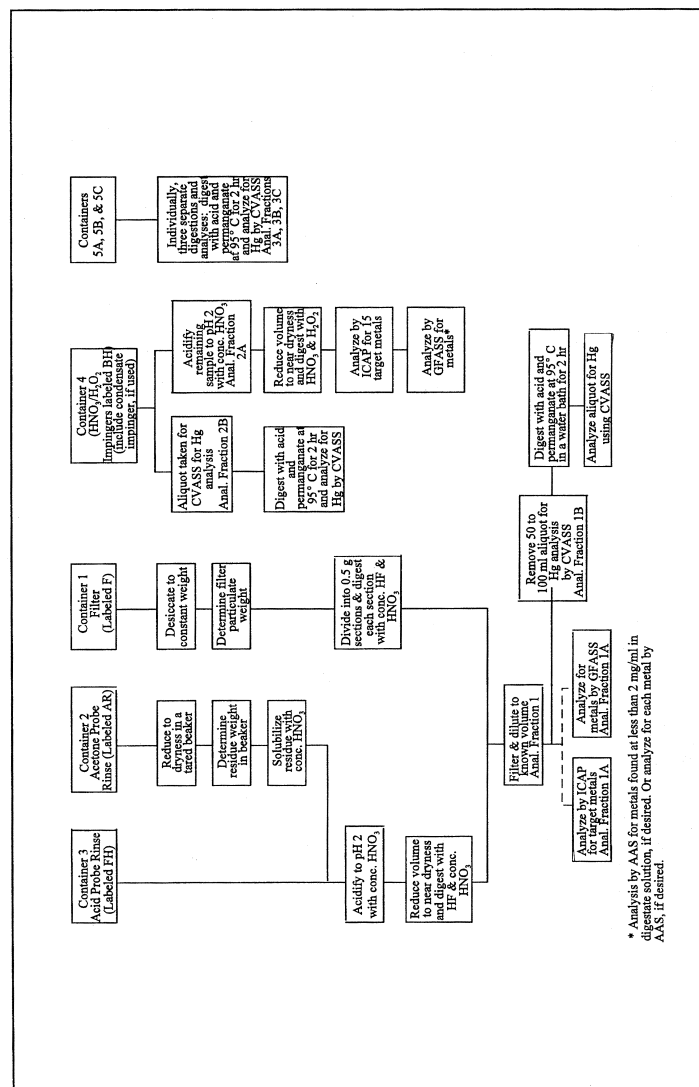 Container 3
Acid Probe Rinse
(Labeled FH)
Acidify to pH 2
with conc. HNO₃
Reduce volume
to near dryness
and digest with
HF & conc.
HNO₃
Container 2
Acetone Probe
Rinse (Labeled AR)
Reduce to
dryness in a
tared beaker
Determine
residue weight
in beaker
Solubilize
residue with
conc. HNO₃
Container 1
Filter
(Labeled F)
Desiccate to
constant weight
Determine filter
particulate
weight
Divide into 0.5 g
sections & digest
each section
with conc. HF &
HNO₃
Filter & dilute to
known volume
Anal. Fraction 1
Analyze by ICAP
for target metals
Anal. Fraction 1A
Analyze for
metals by GFASS
Anal. Fraction 1A
Remove 50 to
100 ml aliquot for
Hg analysis
by CVASS
Anal. Fraction 1B
Digest with acid and
permanganate at 95° C
in a water bath for 2 hr
Analyze aliquot for Hg
using CVASS
Container 4
(HNO₃/H₂O₂
Impingers labeled BH)
(include condensate
impinger, if used)
Aliquot taken for
CVASS for Hg
analysis
Anal. Fraction 2B
Digest with acid
and
permanganate at
95° C for 2 hr
and analyze for
Hg by CVASS
Acidify
remaining
sample to pH 2
with conc. HNO₃
Anal. Fraction
2A
Reduce volume
to near dryness
and digest with
HNO₃ & H₂O₂
Analyze by
ICAP for 15
target metals
Analyze by
GFASS for
metals*
Containers
5A, 5B, & 5C
Individually,
three separate
digestions and
analyses: digest
with acid and
permanganate
at 95° C for 2 hr
and analyze for
Hg by CVASS
Anal. Fractions
3A, 3B, 3C
* Analysis by AAS for metals found at less than 2 mg/ml in
digestate solution, if desired. Or analyze for each metal by
AAS, if desired.